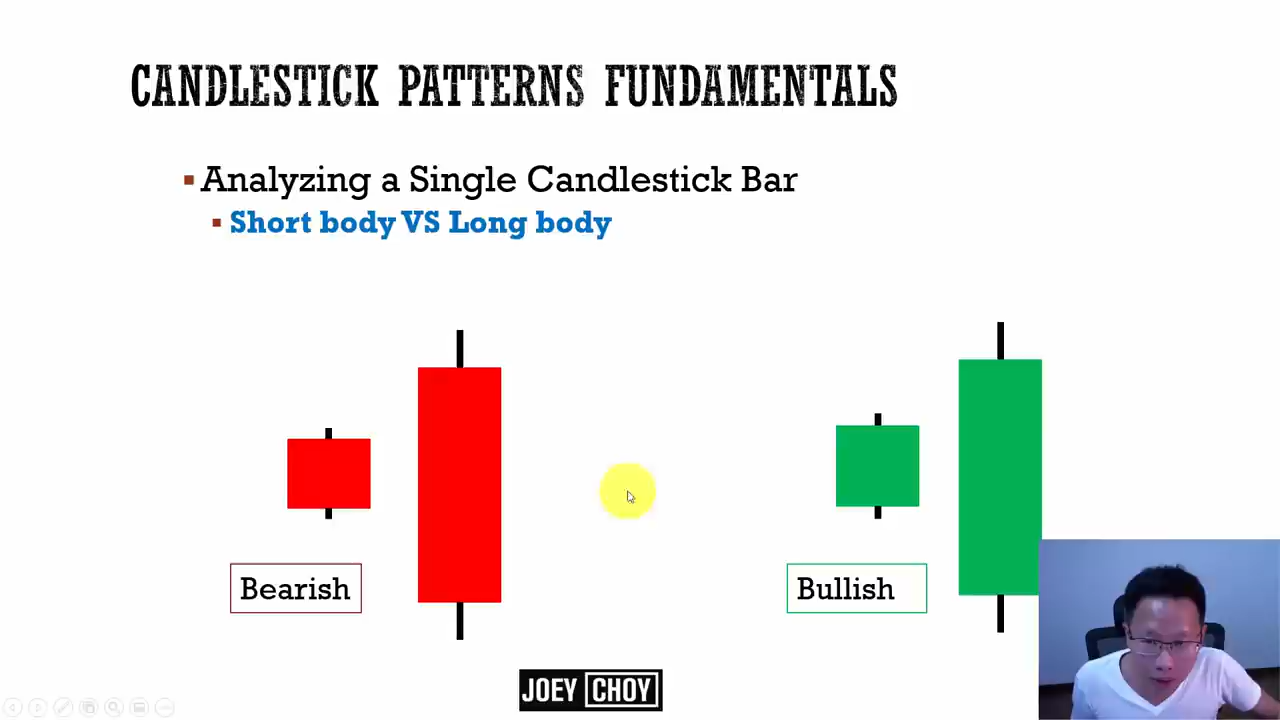 CANDLESTICK PATTERNS FUNDAMENTALS
Analyzing a Single Candlestick Bar
Short body VS Long body
Bearish
Bullish
JOEY CHOY